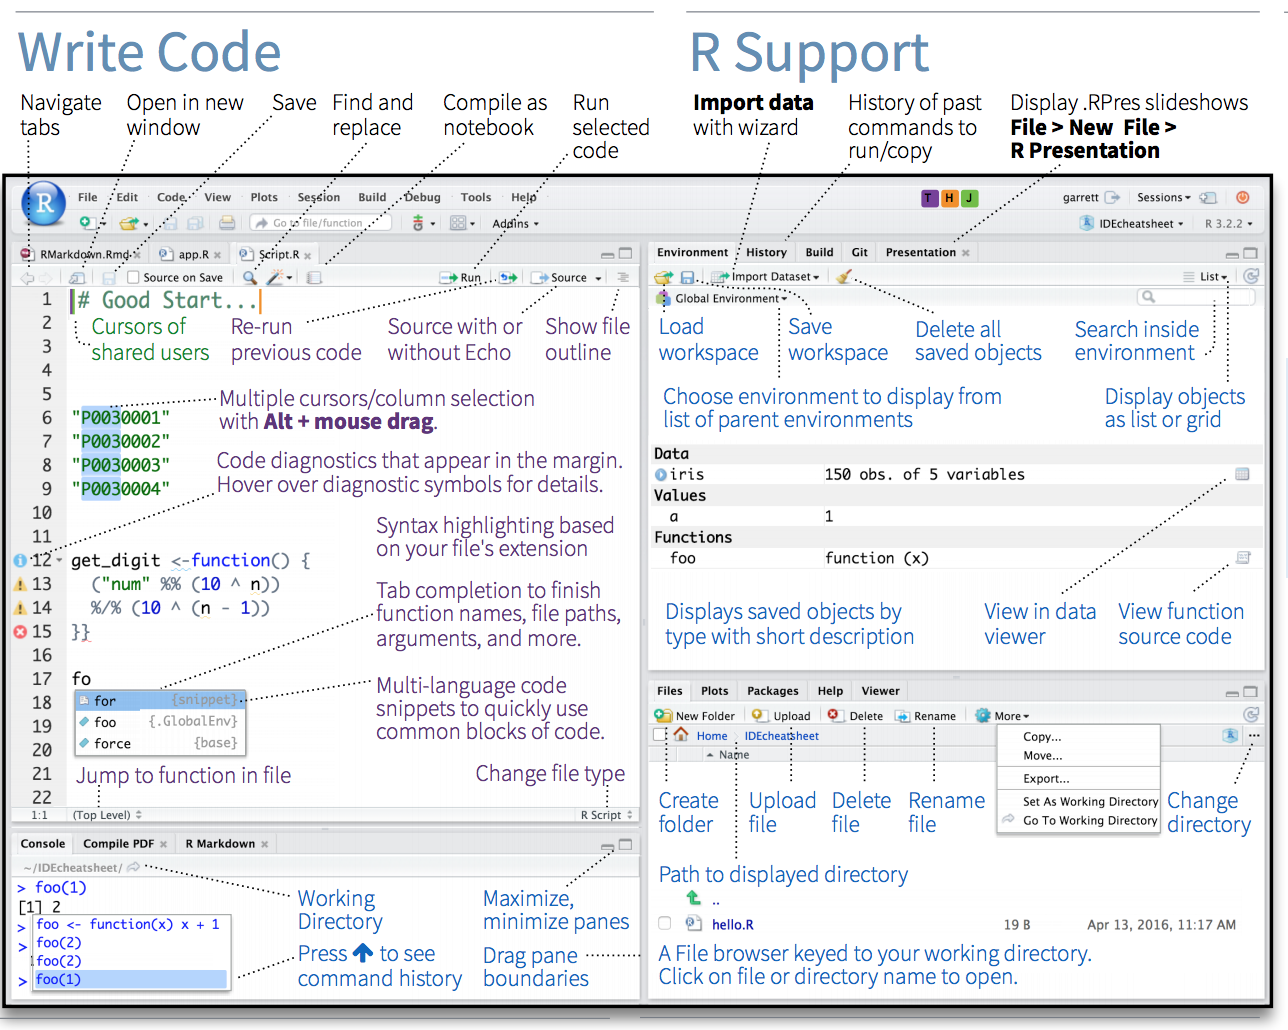 Write Code
R Support
Navigate tabs
Open in new window
Save
Find and replace
Compile as notebook
Run selected code
Import data with wizard
History of past commands to run/copy
Display .RPres slideshows
File > New File >
R Presentation
R
File Edit Code View Plots Session Build Debug Tools Help
T H J
garrett Sessions
Go to file/function Addins
IDEcheatsheet R 3.2.2
RMarkdown.Rmd app.R Script.R
Source on Save Run Source
1 # Good Start...
2
3
4
5
6 "P0030001"
7 "P0030002"
8 "P0030003"
9 "P0030004"
10
11
12 get_digit <-function() {
13 ("num" %% (10 ^ n))
14 %/% (10 ^ (n - 1))
15 }}
16
17 fo
18
19
20
21
22
for {snippet}
foo {.GlobalEnv}
force {base}
Cursors of shared users
Re-run previous code
Source with or without Echo
Show file outline
Multiple cursors/column selection
with Alt + mouse drag.
Code diagnostics that appear in the margin.
Hover over diagnostic symbols for details.
Syntax highlighting based
on your file's extension
Tab completion to finish
function names, file paths,
arguments, and more.
Multi-language code
snippets to quickly use
common blocks of code.
Jump to function in file
Change file type
1:1 (Top Level) R Script
Console Compile PDF R Markdown
~/IDEcheatsheet/
> foo(1)
[1] 2
> foo <- function(x) x + 1
> foo(2)
foo(2)
> foo(1)
Working Directory
Press to see
command history
Maximize, minimize panes
Drag pane boundaries
Environment History Build Git Presentation
Import Dataset List
Global Environment
Load workspace
Save workspace
Delete all saved objects
Search inside environment
Choose environment to display from
list of parent environments
Display objects as list or grid
Data
iris 150 obs. of 5 variables
Values
a 1
Functions
foo function (x)
Displays saved objects by
type with short description
View in data viewer
View function source code
Files Plots Packages Help Viewer
New Folder Upload Delete Rename More
Home IDEcheatsheet ...
Name
Copy...
Move...
Export...
Set As Working Directory
Go To Working Directory
Create folder
Upload file
Delete file
Rename file
Change directory
Path to displayed directory
..
hello.R 19 B Apr 13, 2016, 11:17 AM
A File browser keyed to your working directory.
Click on file or directory name to open.